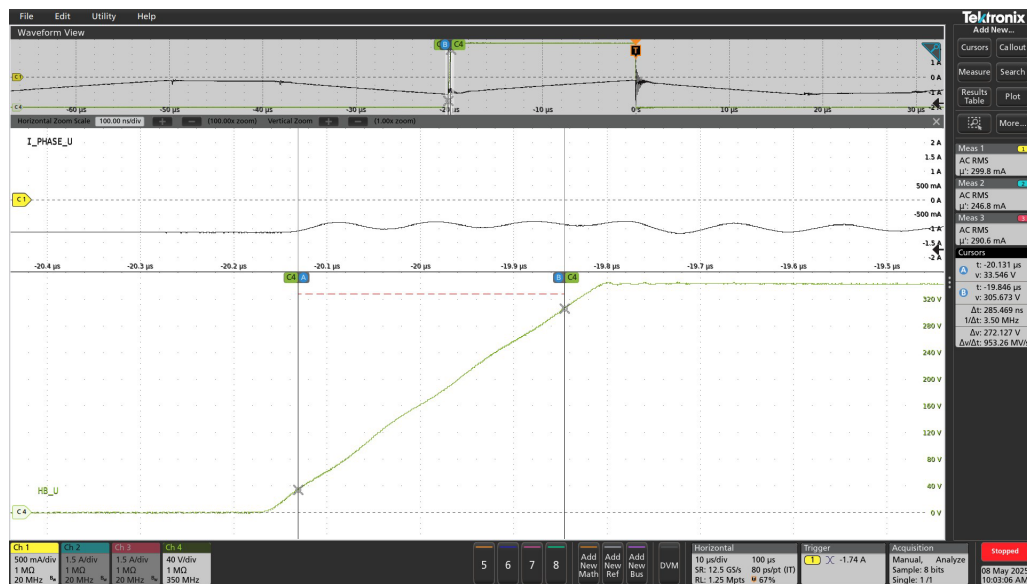 File Edit Utility Help
Tektronix
Waveform View
Add New...
Cursors Callout
Measure Search
Results Table Plot
More...
B C4
T
C1
C4
1 A
0 A
-1 A
-60 µs -50 µs -40 µs -30 µs -10 µs 0 s 10 µs 20 µs 30 µs
Horizontal Zoom Scale 100.00 ns/div + – (100.00x zoom) Vertical Zoom + – (1.00x zoom)
I_PHASE_U
2 A
1.5 A
1 A
500 mA
C1
0 A
-500 mA
-1 A
-1.5 A
-2 A
-20.4 µs -20.3 µs -20.2 µs -20.1 µs -20 µs -19.9 µs -19.8 µs -19.7 µs -19.6 µs -19.5 µs
C4 A B C4
320 V
280 V
240 V
200 V
160 V
120 V
80 V
HB_U
40 V
C4
0 V
Meas 1 1
AC RMS
µ': 299.8 mA
Meas 2 2
AC RMS
µ': 246.8 mA
Meas 3 3
AC RMS
µ': 290.6 mA
Cursors
A t: -20.131 µs
v: 33.546 V
B t: -19.846 µs
v: 305.673 V
Δt: 285.469 ns
1/Δt: 3.50 MHz
Δv: 272.127 V
Δv/Δt: 953.26 MV/s
Ch 1
500 mA/div
1 MΩ
20 MHz
Ch 2
1.5 A/div
1 MΩ
20 MHz
Ch 3
1.5 A/div
1 MΩ
20 MHz
Ch 4
40 V/div
1 MΩ
350 MHz
5 6 7 8
Add New Math
Add New Ref
Add New Bus
DVM
Horizontal
10 µs/div 100 µs
SR: 12.5 GS/s 80 ps/pt (IT)
RL: 1.25 Mpts 67%
Trigger
1 -1.74 A
Acquisition
Manual, Analyze
Sample: 8 bits
Single: 1/1
Stopped
08 May 2025